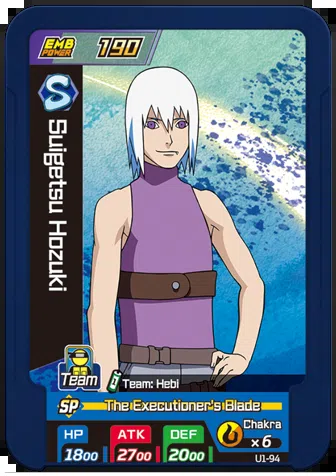 EMB
POWER
190
S
Suigetsu Hozuki
Team
Team: Hebi
SP
The Executioner's Blade
HP
1800
ATK
2700
DEF
2000
Chakra
×6
U1-94